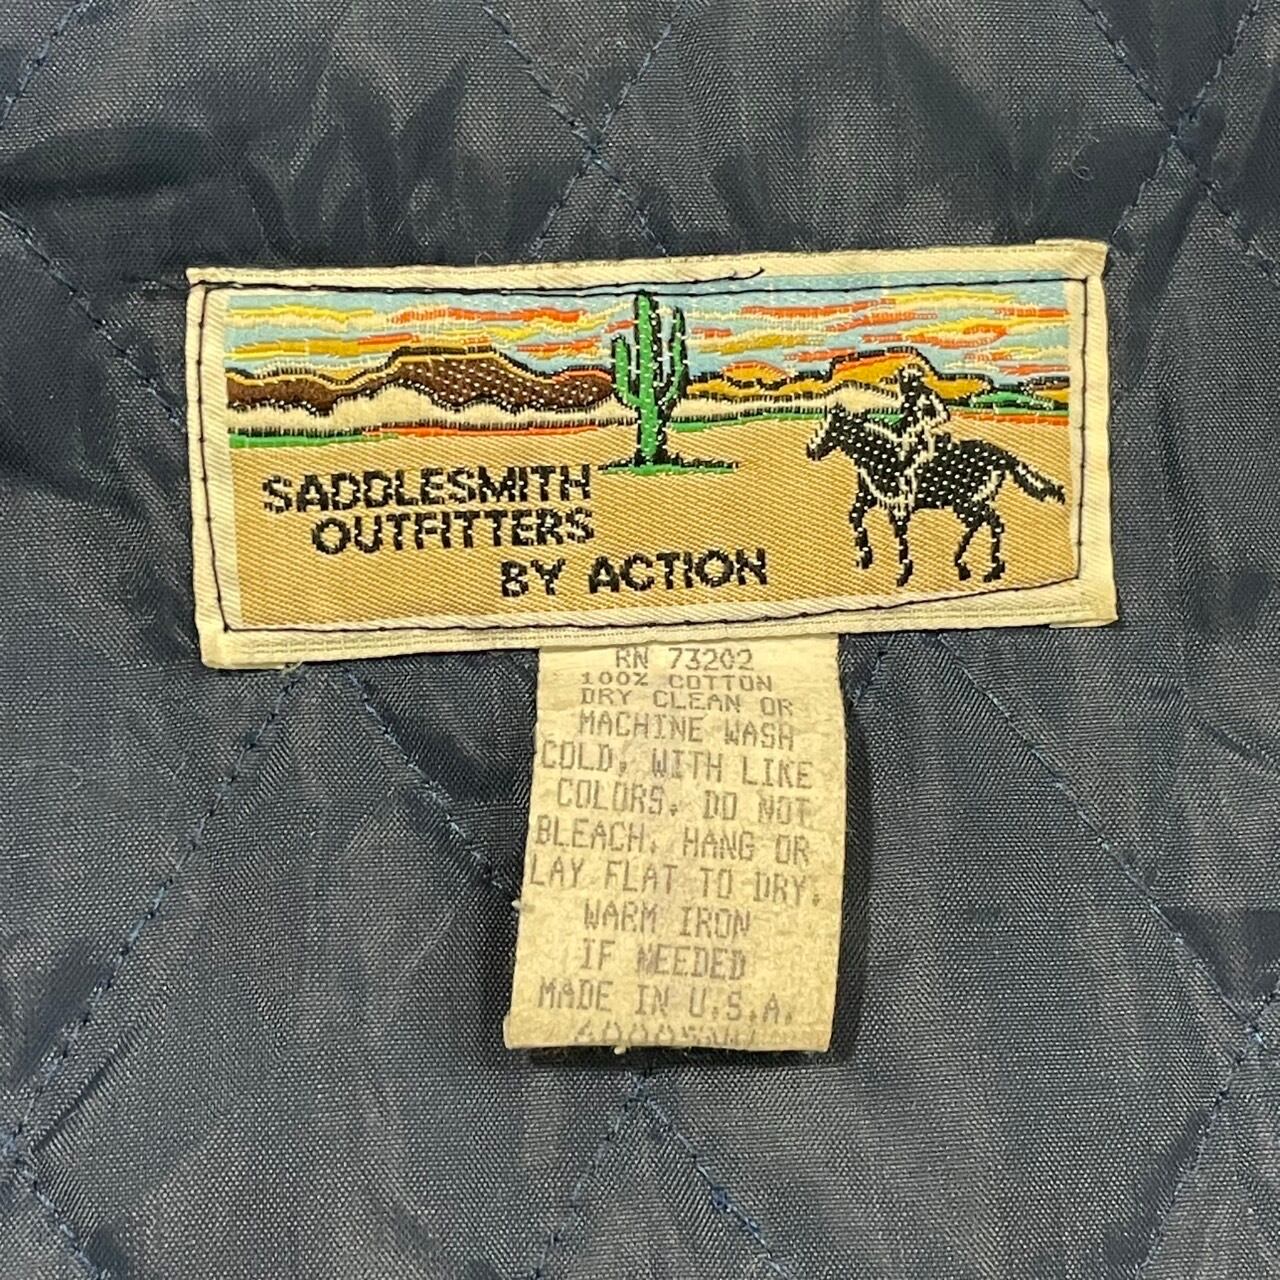 SADDLESMITH
OUTFITTERS
BY ACTION
RN 73202
100% COTTON
DRY CLEAN OR
MACHINE WASH
COLD, WITH LIKE
COLORS. DO NOT
BLEACH. HANG OR
LAY FLAT TO DRY.
WARM IRON
IF NEEDED
MADE IN U.S.A.